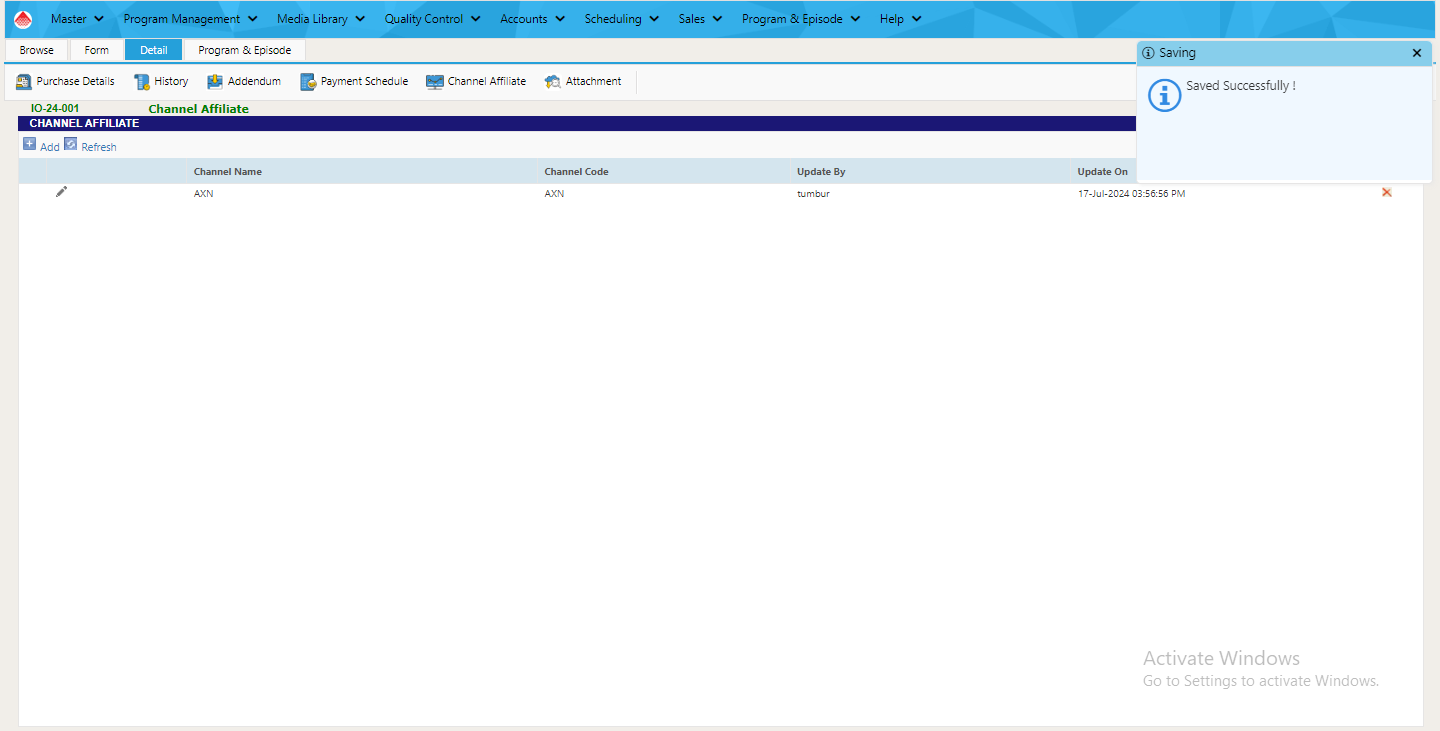 Master Program Management Media Library Quality Control Accounts Scheduling Sales Program & Episode Help
Browse Form Detail Program & Episode
Saving
Purchase Details History Addendum Payment Schedule Channel Affiliate Attachment
Saved Successfully !
IO-24-001 Channel Affiliate
CHANNEL AFFILIATE
Add Refresh
Channel Name Channel Code Update By Update On
AXN AXN tumbur 17-Jul-2024 03:56:56 PM
Activate Windows
Go to Settings to activate Windows.